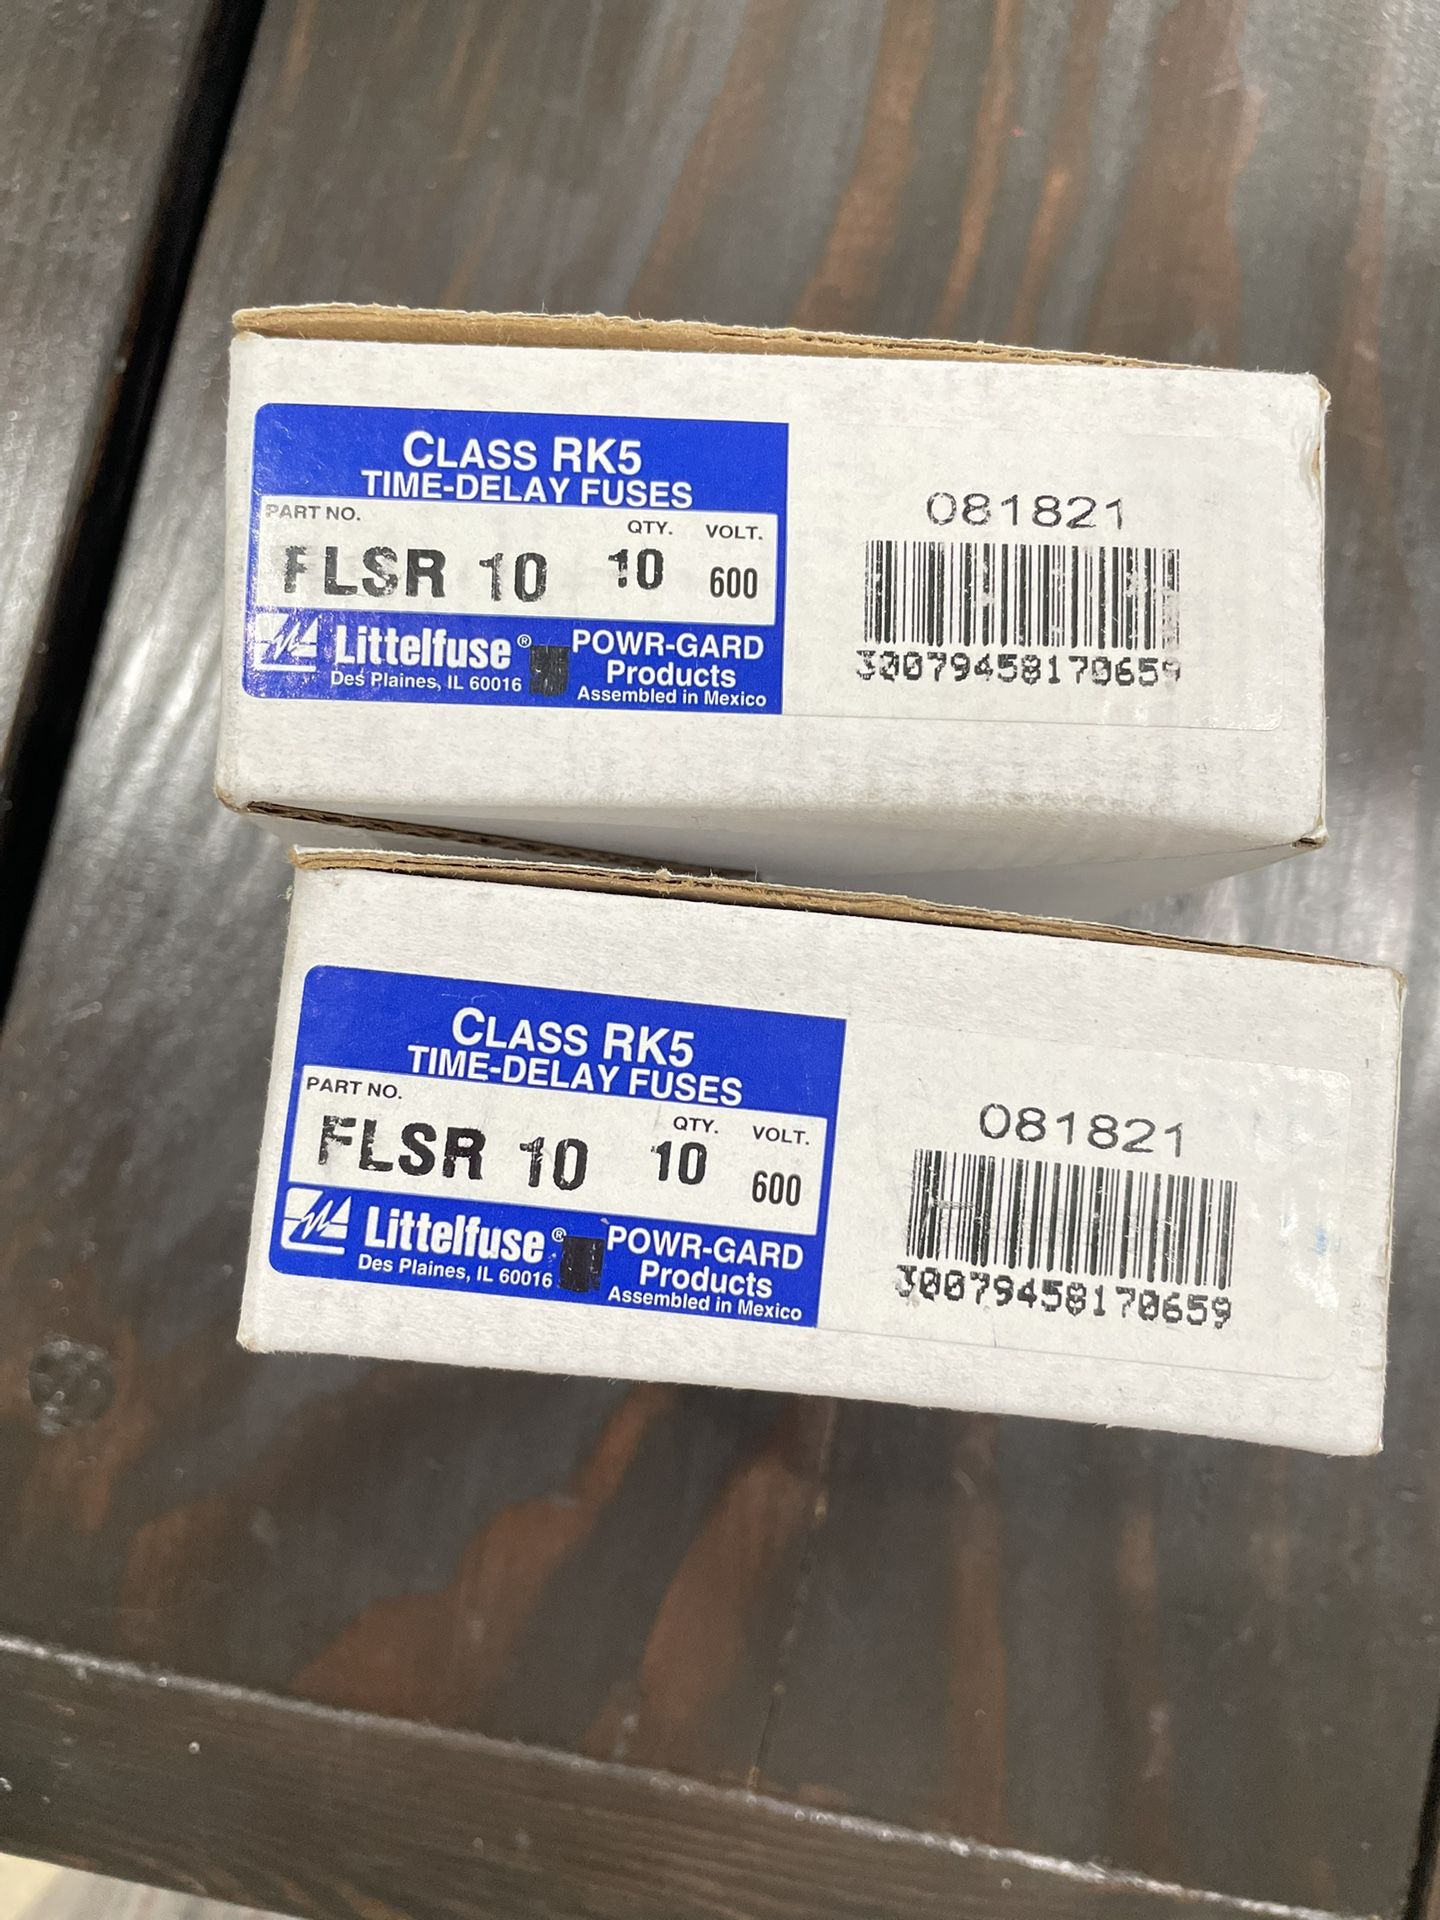 CLASS RK5
TIME-DELAY FUSES
PART NO. QTY. VOLT.
FLSR 10 10 600
Littelfuse® POWR-GARD
Des Plaines, IL 60016 Products
Assembled in Mexico
081821
30079458170659
CLASS RK5
TIME-DELAY FUSES
PART NO. QTY. VOLT.
FLSR 10 10 600
Littelfuse® POWR-GARD
Des Plaines, IL 60016 Products
Assembled in Mexico
081821
30079458170659